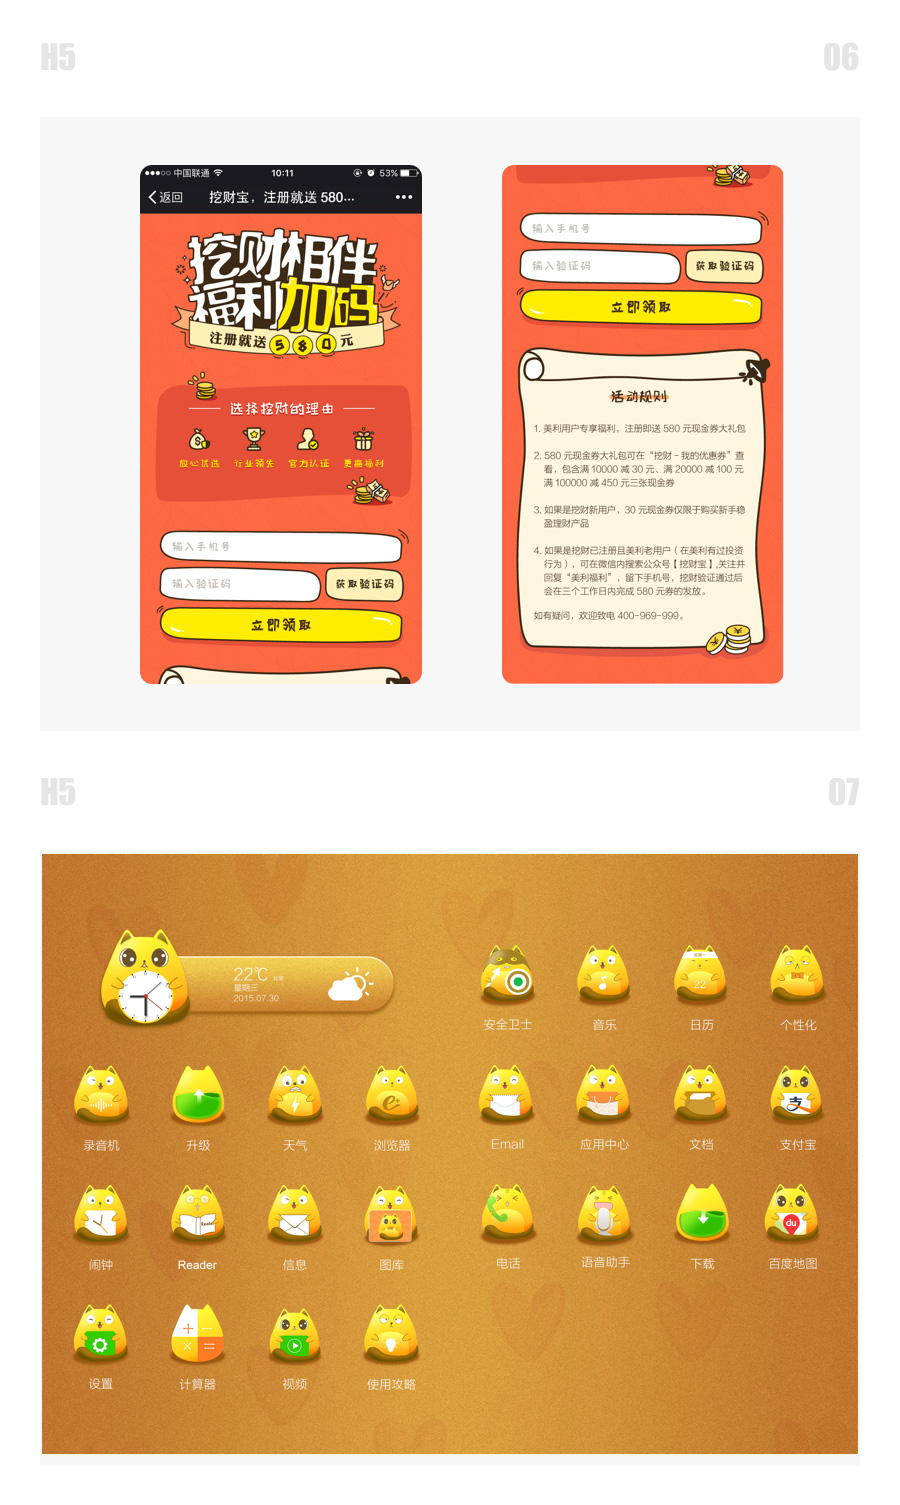 H5
06
中国联通
10:11
53%
返回
挖财宝，注册就送 580...
挖财相伴
福利加码
注册就送 580 元
选择挖财的理由
放心优选
行业领先
官方认证
更高福利
输入手机号
输入验证码
获取验证码
立即领取
输入手机号
输入验证码
获取验证码
立即领取
活动规则
1. 美利用户专享福利，注册即送 580 元现金券大礼包
2. 580 元现金券大礼包可在“挖财-我的优惠券”查
看，包含满 10000 减 30 元、满 20000 减 100 元
满 100000 减 450 元三张现金券
3. 如果是挖财新用户，30 元现金券仅限于购买新手稳
盈理财产品
4. 如果是挖财已注册且美利老用户（在美利有过投资
行为），可在微信内搜索公众号【挖财宝】,关注并
回复“美利福利”，留下手机号，挖财验证通过后
会在三个工作日内完成 580 元券的发放。
如有疑问，欢迎致电 400-969-999。
H5
07
22℃
星期三
2015.07.30
22
安全卫士
音乐
日历
个性化
录音机
升级
天气
浏览器
Email
应用中心
文档
支
支付宝
Reader
du
闹钟
Reader
信息
图库
电话
语音助手
下载
百度地图
设置
计算器
视频
使用攻略